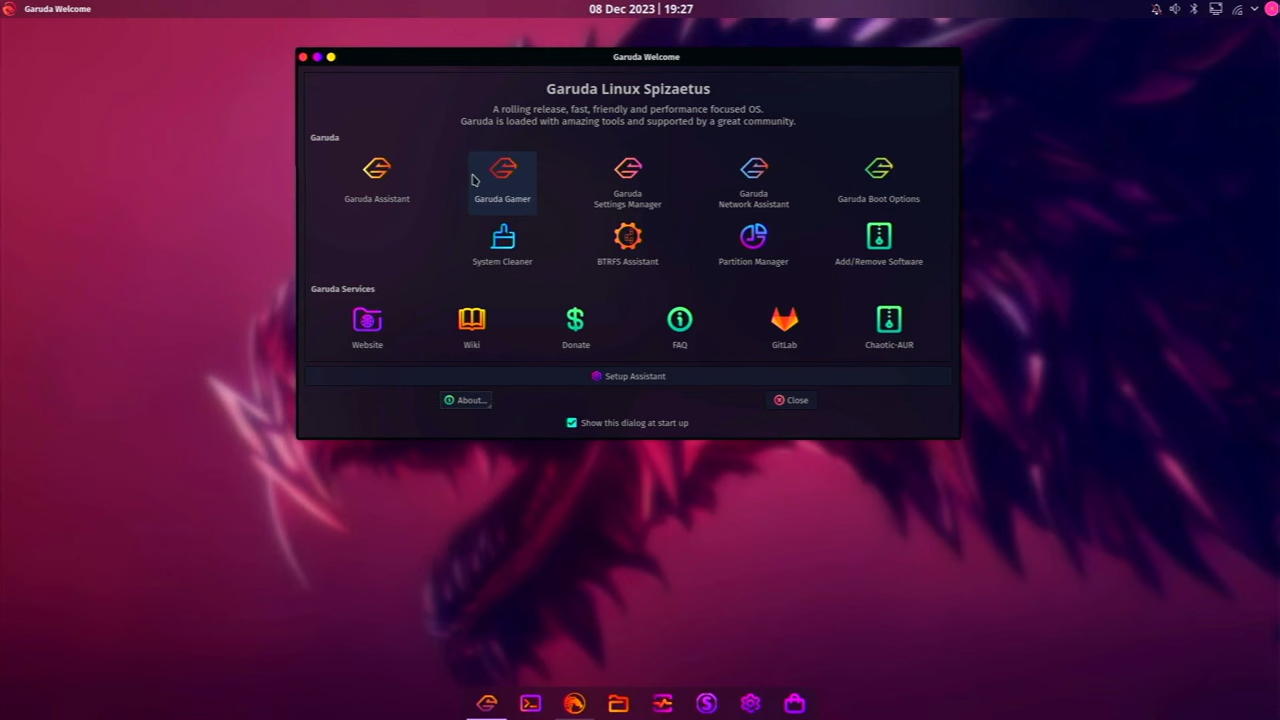 Garuda Welcome
08 Dec 2023 | 19:27
Garuda Welcome
Garuda Linux Spizaetus
A rolling release, fast, friendly and performance focused OS.
Garuda is loaded with amazing tools and supported by a great community.
Garuda
Garuda Assistant
Garuda Gamer
Garuda
Settings Manager
Garuda
Network Assistant
Garuda Boot Options
System Cleaner
BTRFS Assistant
Partition Manager
Add/Remove Software
Garuda Services
Website
Wiki
Donate
FAQ
GitLab
Chaotic-AUR
Setup Assistant
About...
Close
Show this dialog at start up